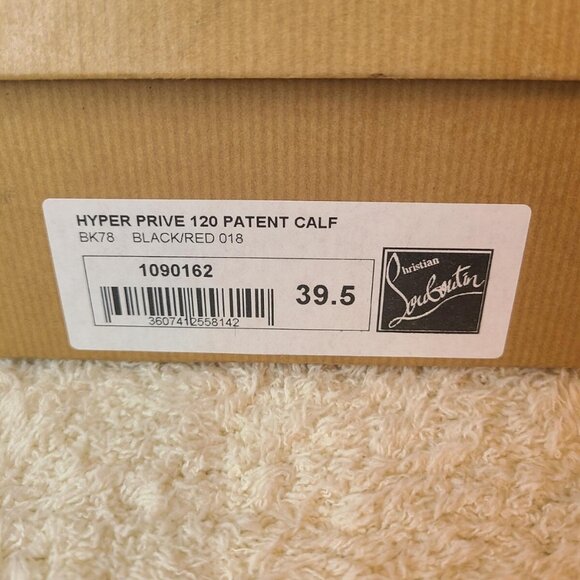 HYPER PRIVE 120 PATENT CALF
BK78 BLACK/RED 018
1090162
3607412558142
39.5
Christian
Louboutin